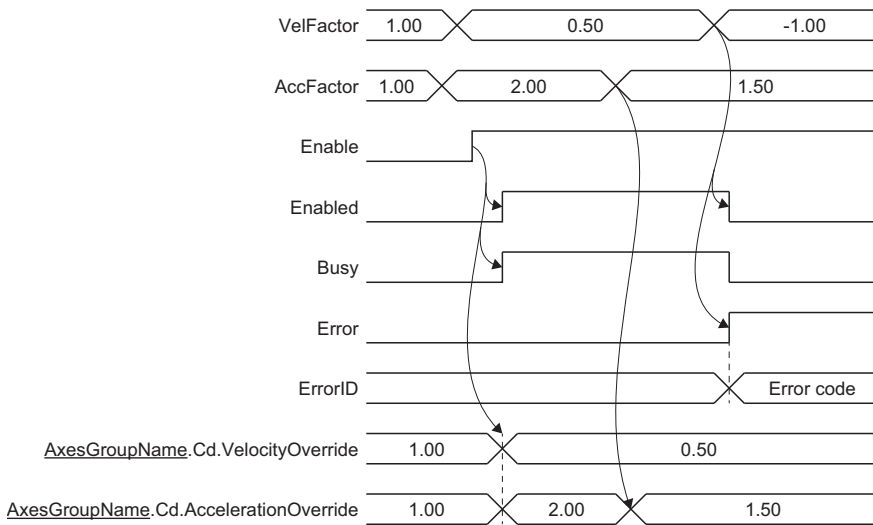 VelFactor 1.00 0.50 -1.00
AccFactor 1.00 2.00 1.50
Enable
Enabled
Busy
Error
ErrorID Error code
AxesGroupName.Cd.VelocityOverride 1.00 0.50
AxesGroupName.Cd.AccelerationOverride 1.00 2.00 1.50